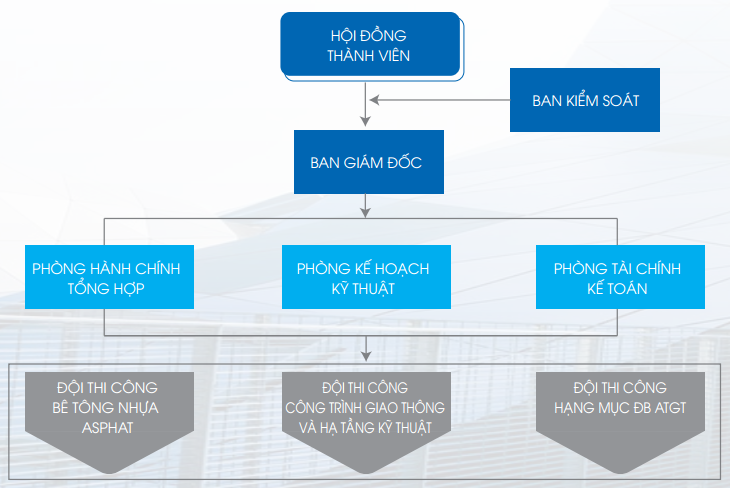 HỘI ĐỒNG
THÀNH VIÊN
BAN KIỂM SOÁT
BAN GIÁM ĐỐC
PHÒNG HÀNH CHÍNH
TỔNG HỢP
PHÒNG KẾ HOẠCH
KỸ THUẬT
PHÒNG TÀI CHÍNH
KẾ TOÁN
ĐỘI THI CÔNG
BÊ TÔNG NHỰA
ASPHAT
ĐỘI THI CÔNG
CÔNG TRÌNH GIAO THÔNG
VÀ HẠ TẦNG KỸ THUẬT
ĐỘI THI CÔNG
HẠNG MỤC ĐB ATGT